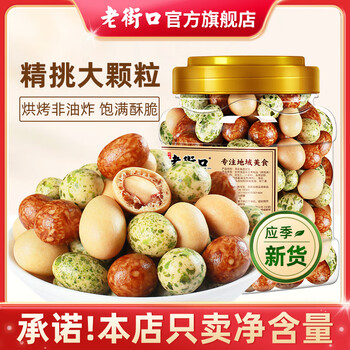 老街口 官方旗舰店
精挑大颗粒
烘烤非油炸 饱满酥脆
老街口
专注地域美食
应季
新货
承诺!本店只卖净含量